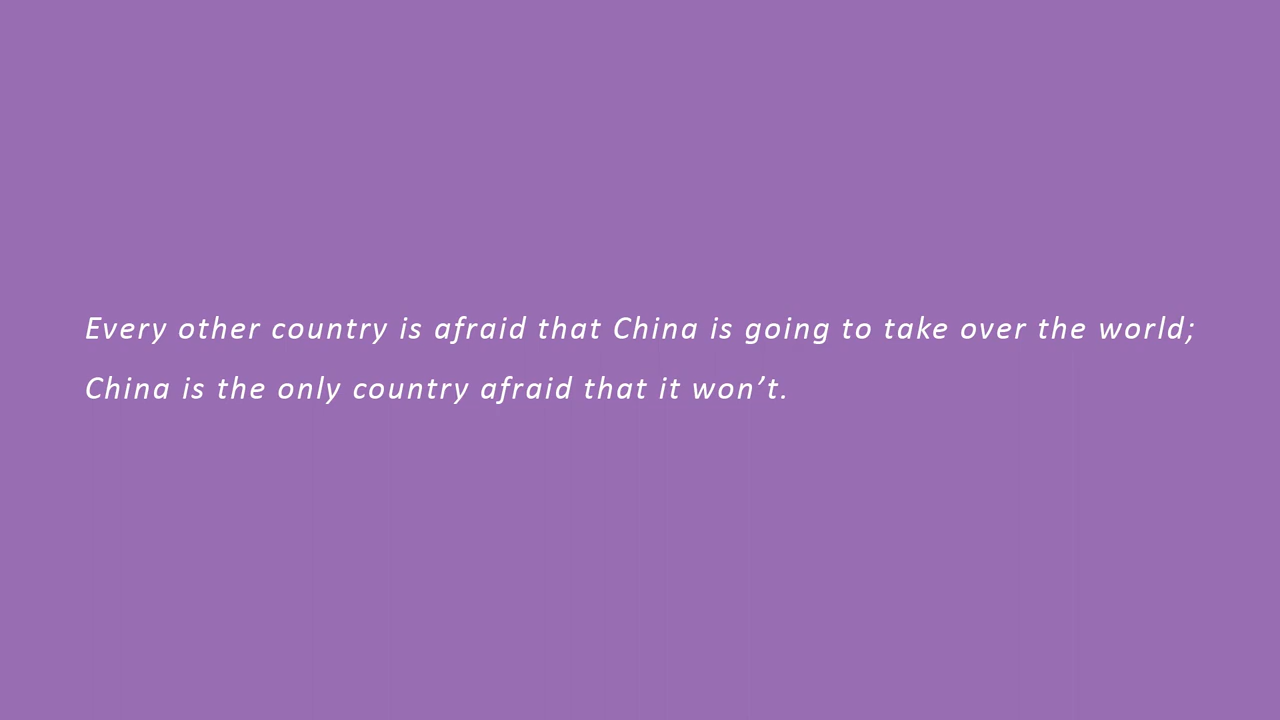 Every other country is afraid that China is going to take over the world;
China is the only country afraid that it won’t.